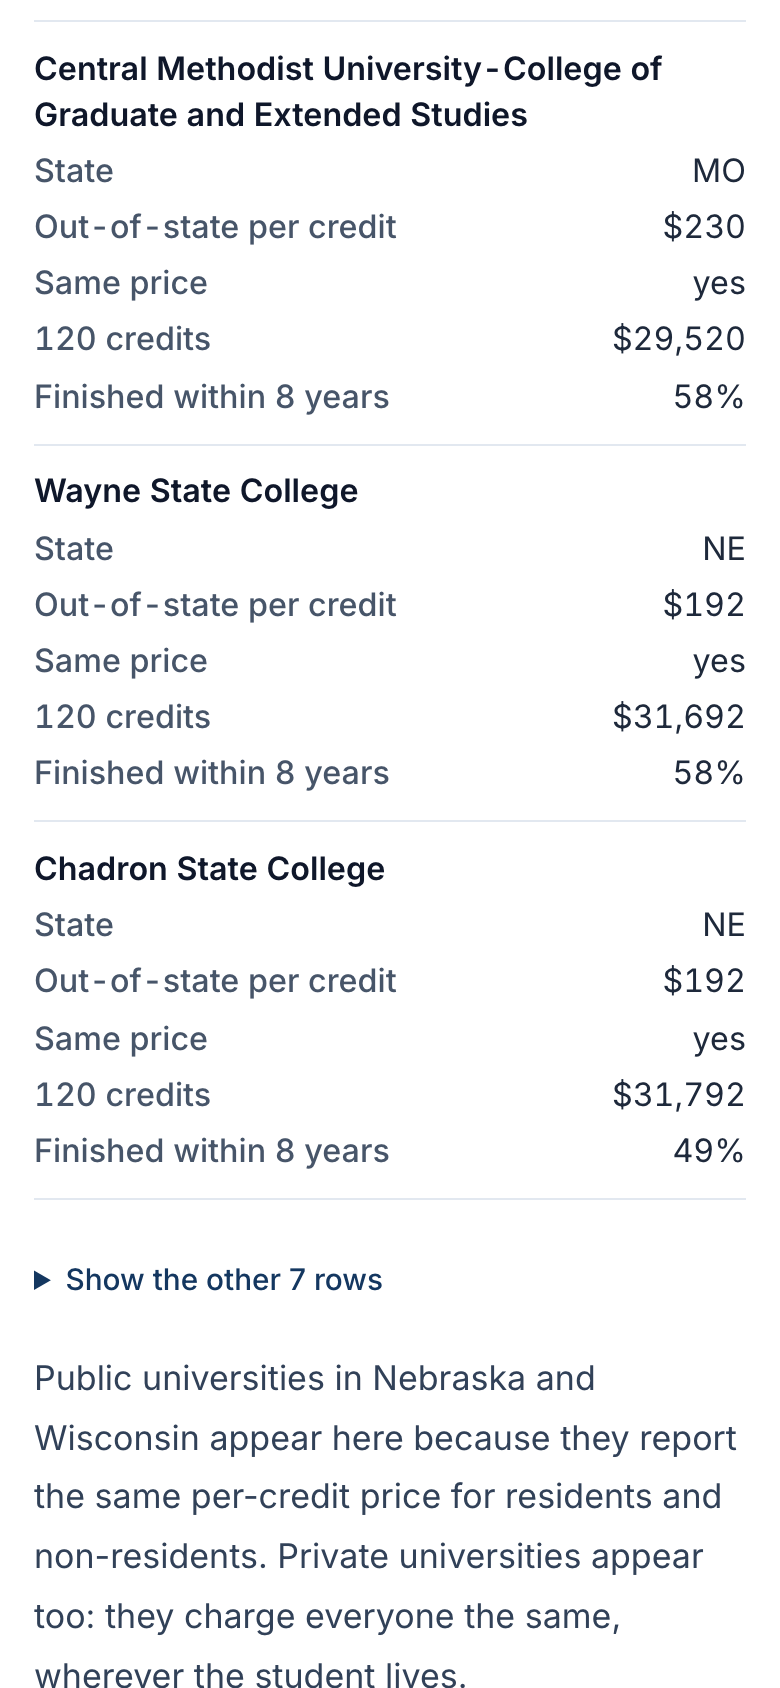 Central Methodist University-College of
Graduate and Extended Studies
State MO
Out-of-state per credit $230
Same price yes
120 credits $29,520
Finished within 8 years 58%
Wayne State College
State NE
Out-of-state per credit $192
Same price yes
120 credits $31,692
Finished within 8 years 58%
Chadron State College
State NE
Out-of-state per credit $192
Same price yes
120 credits $31,792
Finished within 8 years 49%
▶ Show the other 7 rows
Public universities in Nebraska and
Wisconsin appear here because they report
the same per-credit price for residents and
non-residents. Private universities appear
too: they charge everyone the same,
wherever the student lives.